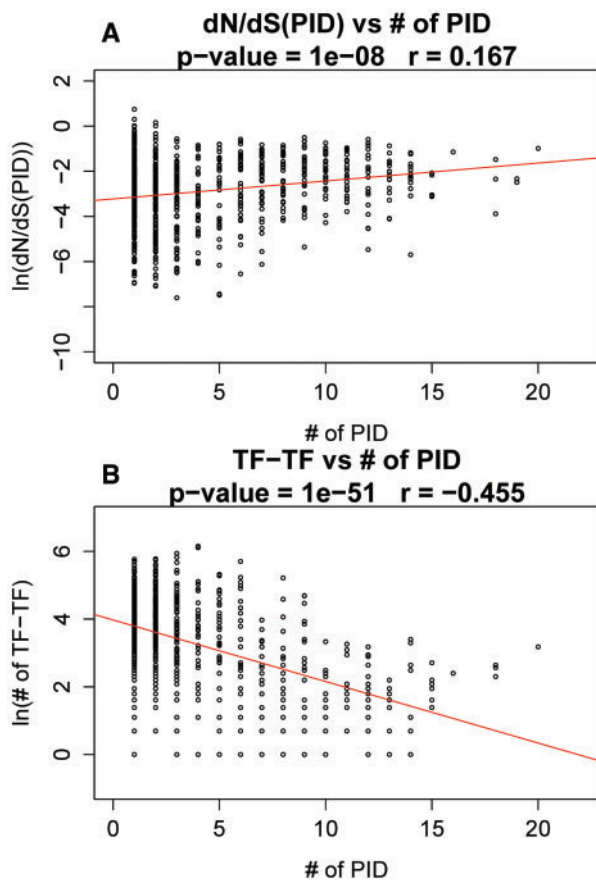 A
dN/dS(PID) vs # of PID
p−value = 1e−08 r = 0.167
ln(dN/dS(PID))
2
0
−2
−4
−6
−10
0 5 10 15 20
# of PID
B
TF−TF vs # of PID
p−value = 1e−51 r = −0.455
ln(# of TF−TF)
6
4
2
0
0 5 10 15 20
# of PID